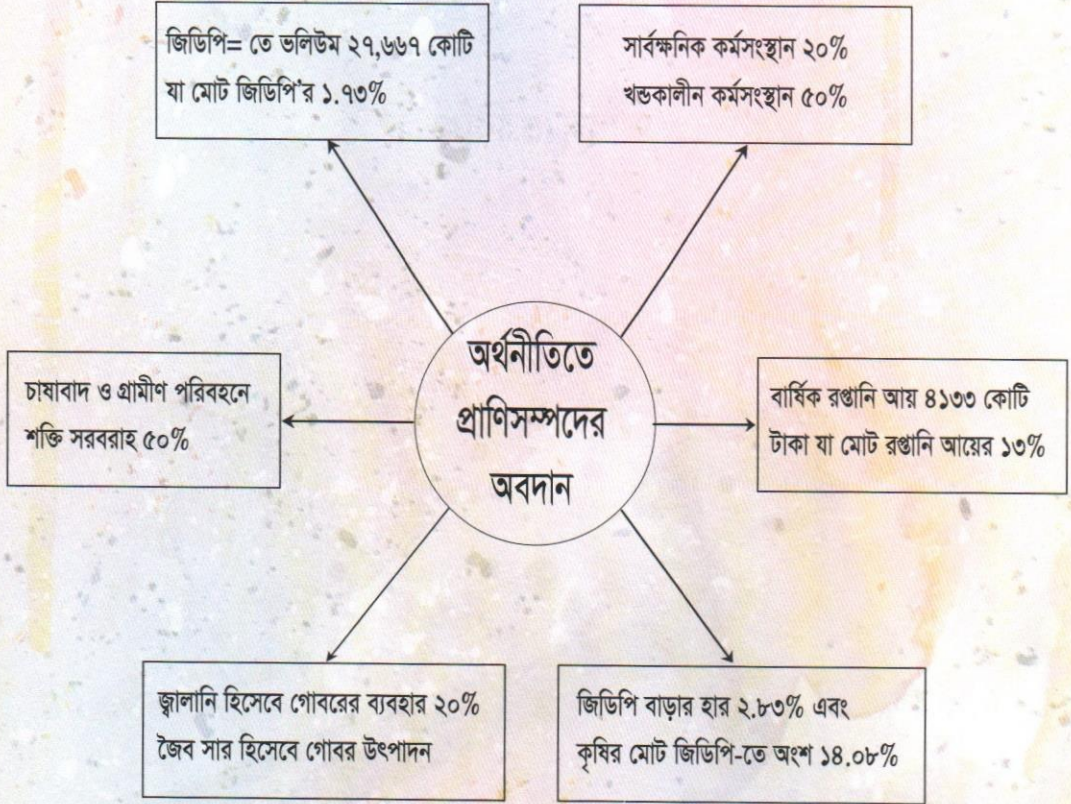 জিডিপি= তে ভলিউম ২৭,৬৬৭ কোটি
যা মোট জিডিপি'র ১.৭৩%
সার্বক্ষনিক কর্মসংস্থান ২০%
খন্ডকালীন কর্মসংস্থান ৫০%
চাষাবাদ ও গ্রামীণ পরিবহনে
শক্তি সরবরাহ ৫০%
অর্থনীতিতে
প্রাণিসম্পদের
অবদান
বার্ষিক রপ্তানি আয় ৪১৩৩ কোটি
টাকা যা মোট রপ্তানি আয়ের ১৩%
জ্বালানি হিসেবে গোবরের ব্যবহার ২০%
জৈব সার হিসেবে গোবর উৎপাদন
জিডিপি বাড়ার হার ২.৮৩% এবং
কৃষির মোট জিডিপি-তে অংশ ১৪.০৮%